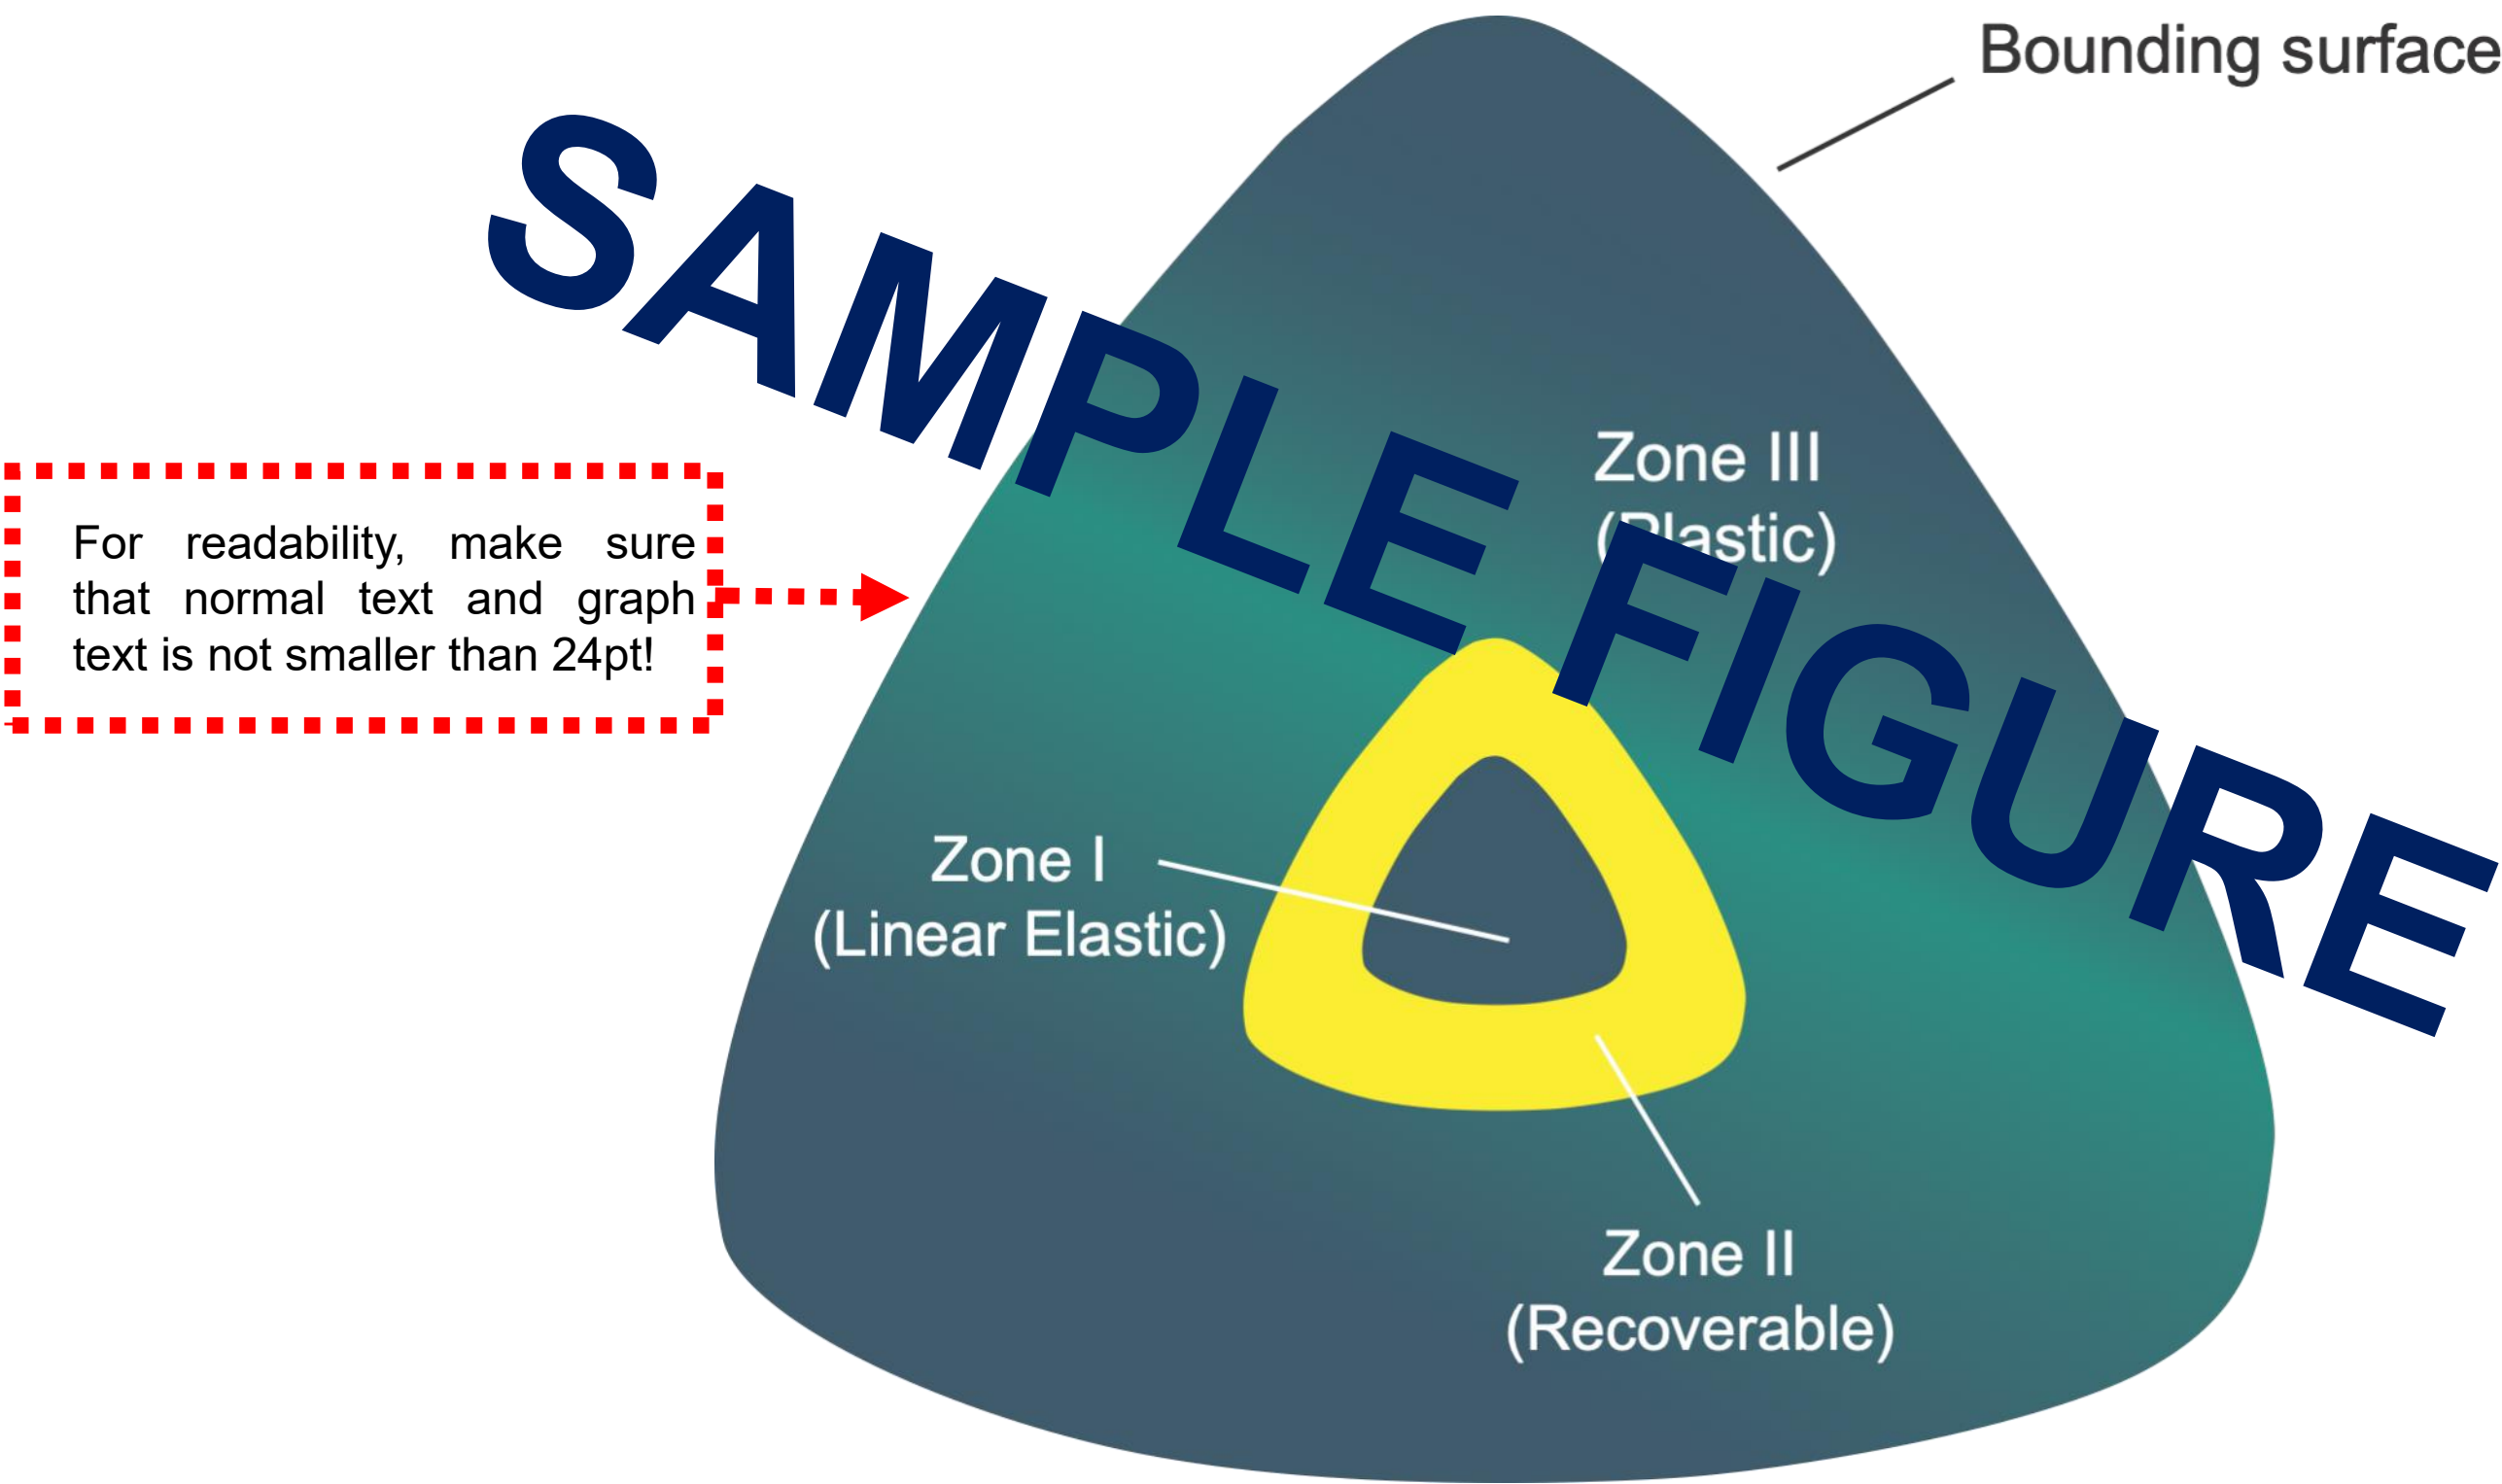 Bounding surface
SAMPLE FIGURE
Zone III
(Plastic)
For readability, make sure
that normal text and graph
text is not smaller than 24pt!
Zone I
(Linear Elastic)
Zone II
(Recoverable)